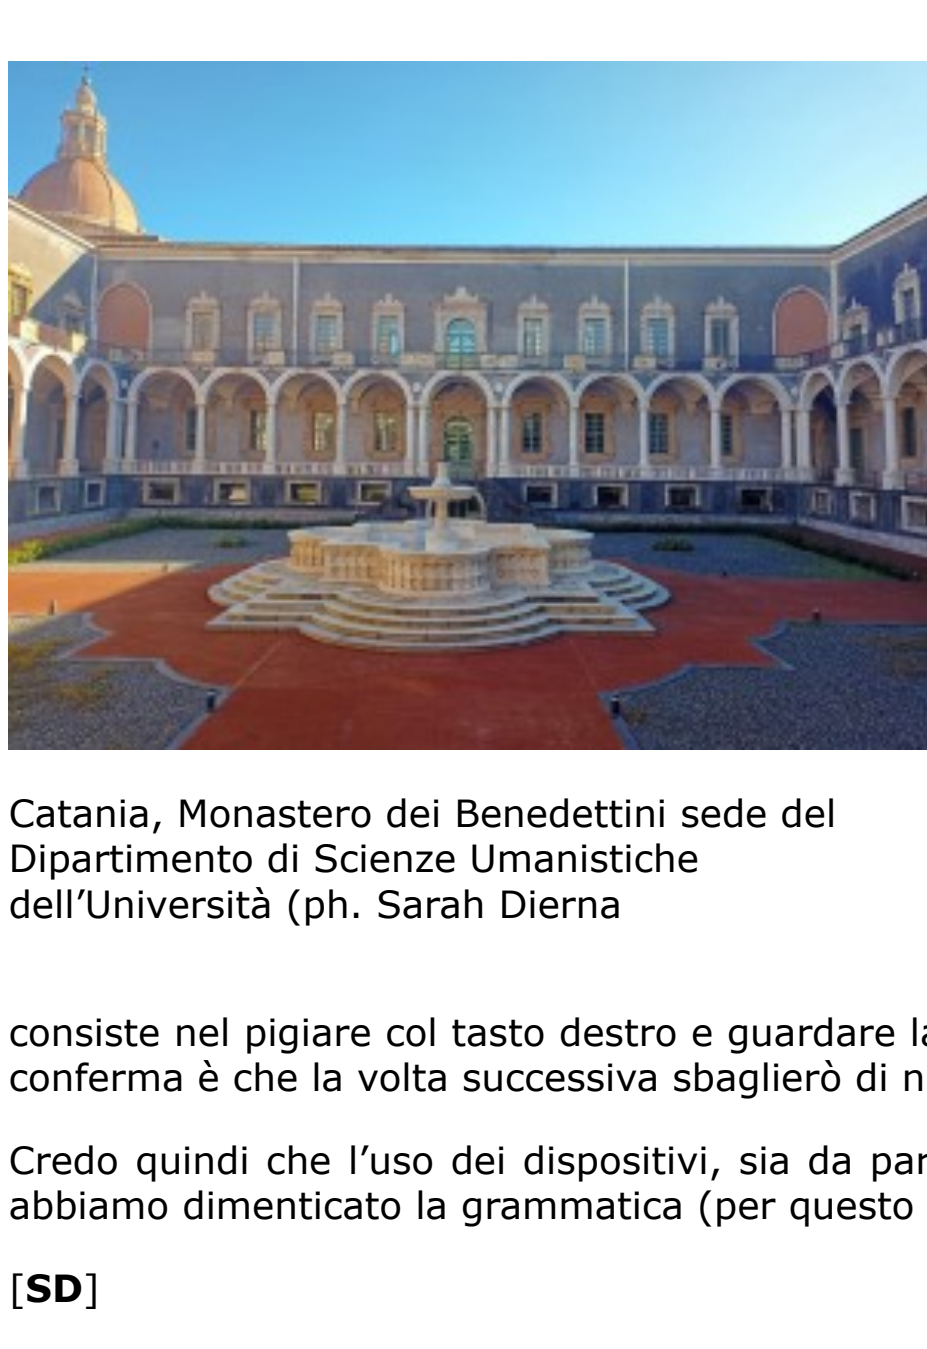 Catania, Monastero dei Benedettini sede del
Dipartimento di Scienze Umanistiche
dell’Università (ph. Sarah Dierna
consiste nel pigiare col tasto destro e guardare la
conferma è che la volta successiva sbaglierò di n
Credo quindi che l’uso dei dispositivi, sia da par
abbiamo dimenticato la grammatica (per questo
[SD]